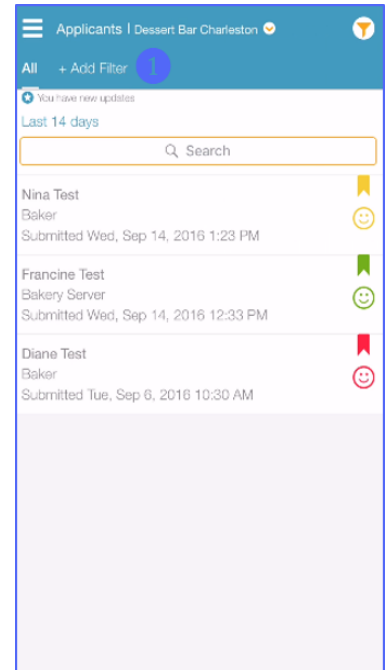 Applicants | Dessert Bar Charleston
All + Add Filter 1
You have new updates
Last 14 days
Search
Nina Test
Baker
Submitted Wed, Sep 14, 2016 1:23 PM
Francine Test
Bakery Server
Submitted Wed, Sep 14, 2016 12:33 PM
Diane Test
Baker
Submitted Tue, Sep 6, 2016 10:30 AM